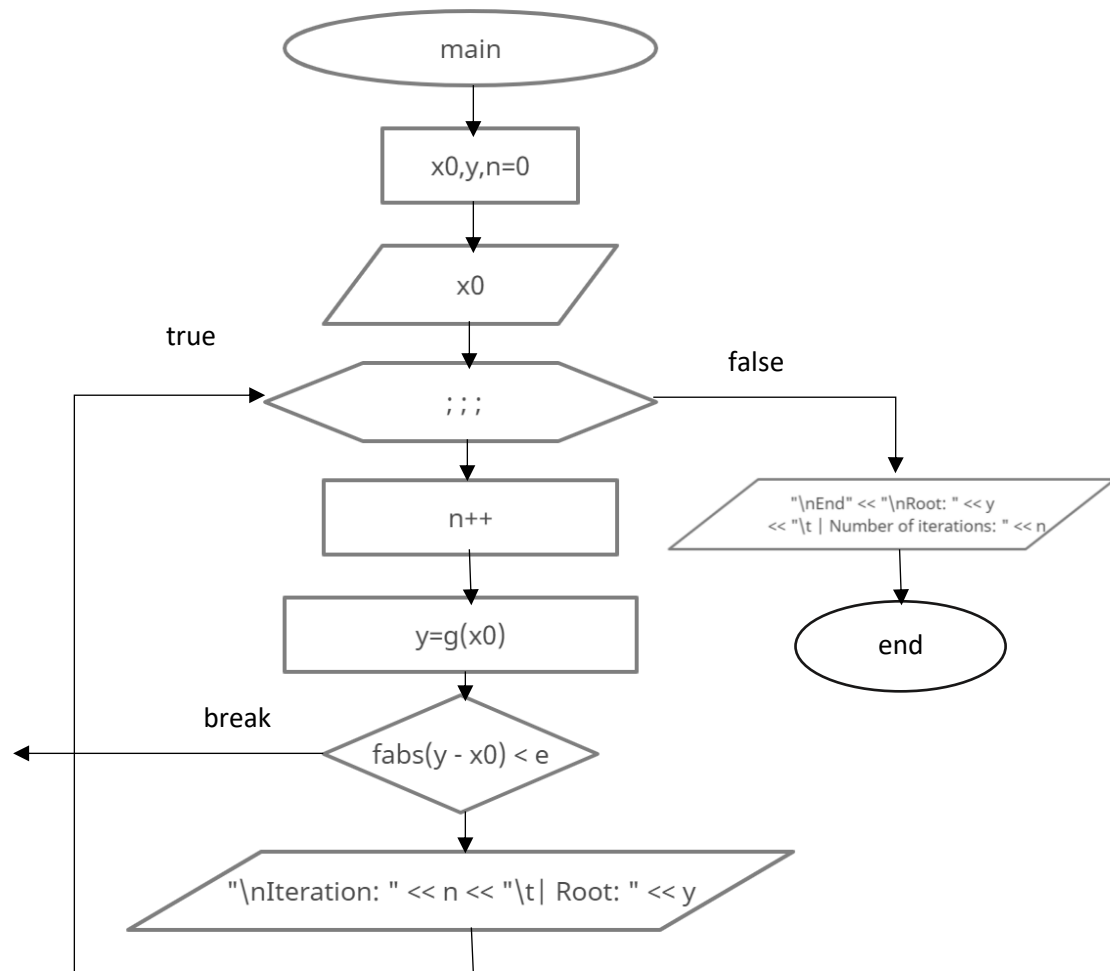 main
x0,y,n=0
x0
true
false
; ; ;
"\nEnd" << "\nRoot: " << y
<< "\t | Number of iterations: " << n
n++
y=g(x0)
end
break
fabs(y - x0) < e
"\nIteration: " << n << "\t| Root: " << y